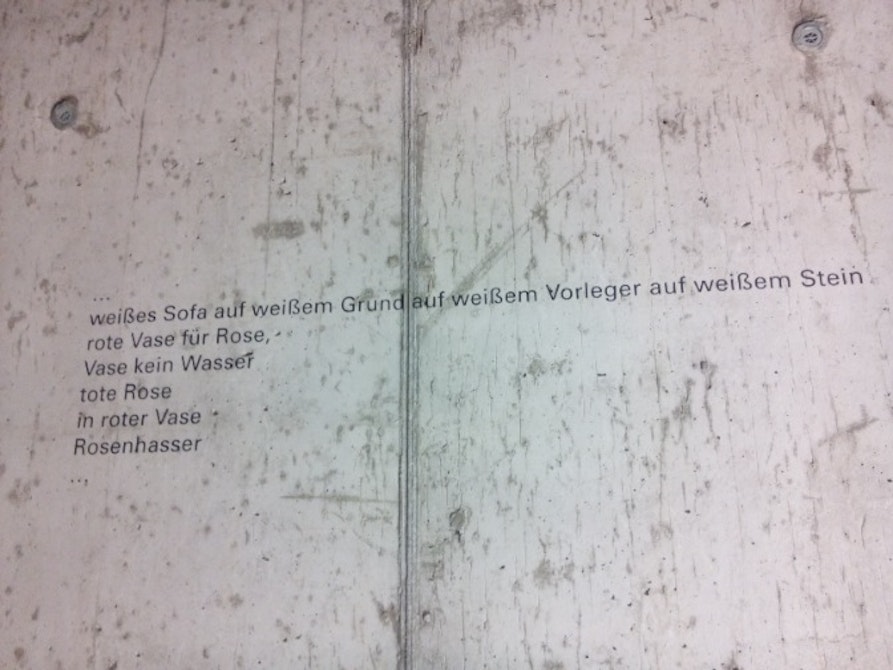 ...
weißes Sofa auf weißem Grund auf weißem Vorleger auf weißem Stein
rote Vase für Rose,
Vase kein Wasser
tote Rose
in roter Vase
Rosenhasser
...